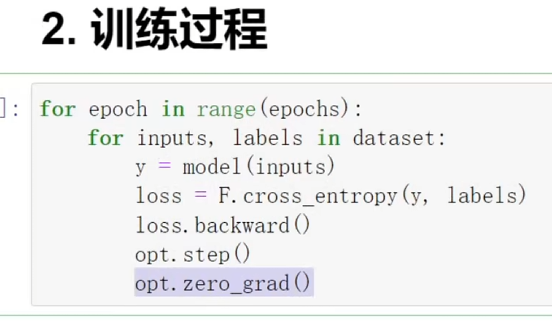 2. 训练过程
]: for epoch in range(epochs):
for inputs, labels in dataset:
y = model(inputs)
loss = F.cross_entropy(y, labels)
loss.backward()
opt.step()
opt.zero_grad()